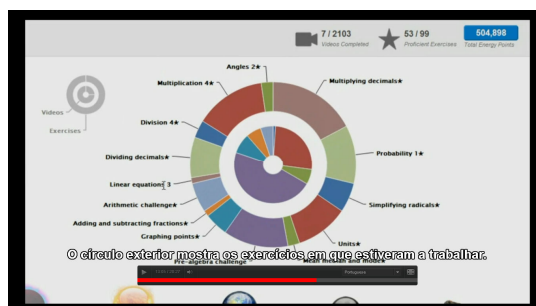 7 / 2103
Videos Completed
53 / 99
Proficient Exercises
504,898
Total Energy Points
Angles 2★
Multiplication 4★
Multiplying decimals★
Videos
Exercises
Division 4★
Dividing decimals★
Probability 1★
Linear equations 3
Arithmetic challenge★
Simplifying radicals★
Adding and subtracting fractions★
Graphing points★
Units★
O círculo exterior mostra os exercícios em que estiveram a trabalhar.
Pre-algebra challenge
Mean median and mode★
Portuguese